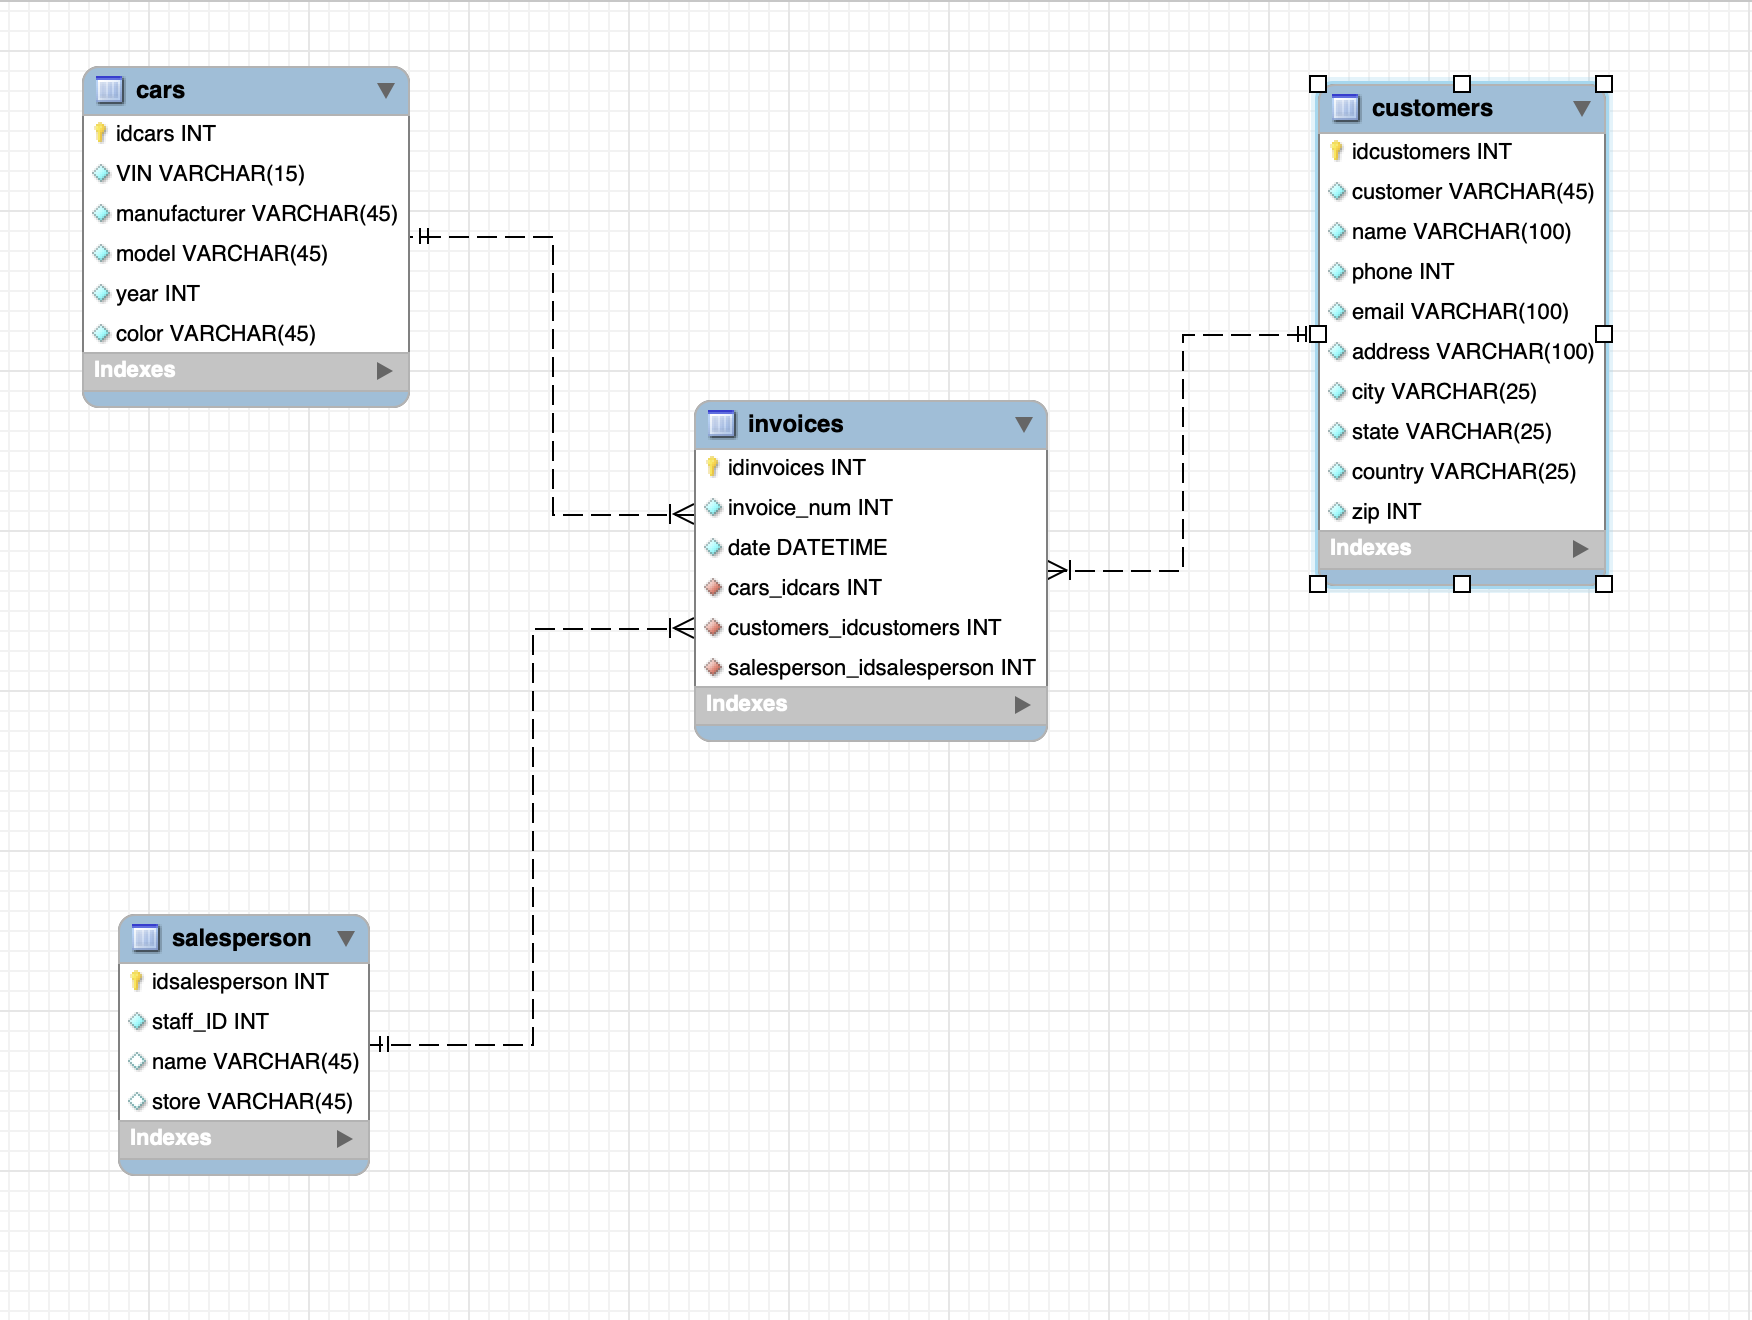 cars
idcars INT
VIN VARCHAR(15)
manufacturer VARCHAR(45)
model VARCHAR(45)
year INT
color VARCHAR(45)
Indexes
customers
idcustomers INT
customer VARCHAR(45)
name VARCHAR(100)
phone INT
email VARCHAR(100)
address VARCHAR(100)
city VARCHAR(25)
state VARCHAR(25)
country VARCHAR(25)
zip INT
Indexes
invoices
idinvoices INT
invoice_num INT
date DATETIME
cars_idcars INT
customers_idcustomers INT
salesperson_idsalesperson INT
Indexes
salesperson
idsalesperson INT
staff_ID INT
name VARCHAR(45)
store VARCHAR(45)
Indexes